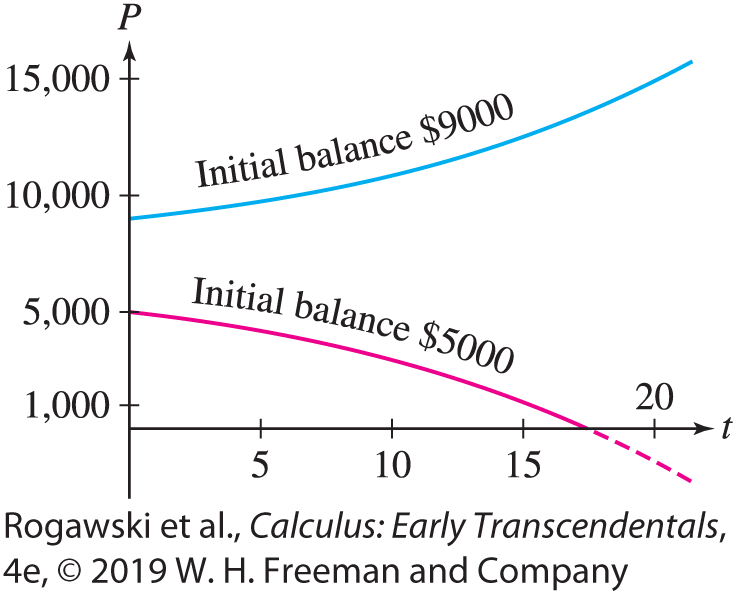 P
15,000
Initial balance $9000
10,000
Initial balance $5000
5,000
1,000
20
t
5 10 15
Rogawski et al., Calculus: Early Transcendentals,
4e, © 2019 W. H. Freeman and Company